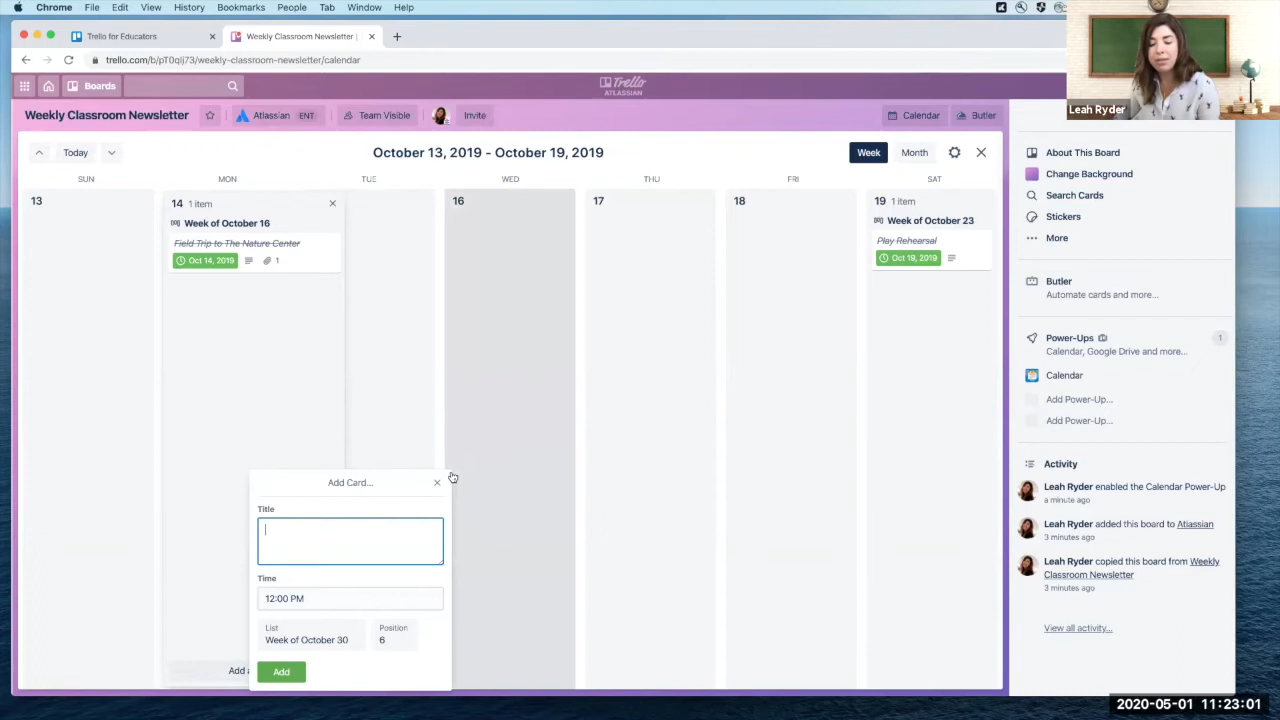 Chrome File Edit View History Bookmarks People Tab Window Help
Trello for Educators
Weekly Classroom Newsletter |
trello.com/b/pT0qij73/weekly-classroom-newsletter/calendar
Boards
Trello
ATLASSIAN
Weekly Classroom Newsletter
Atlassian ENT
Team Visible
Invite
Calendar
Butler
Leah Ryder
Today
October 13, 2019 - October 19, 2019
Week
Month
SUN MON TUE WED THU FRI SAT
13
14 1 item
Week of October 16
Field Trip to The Nature Center
Oct 14, 2019
1
16
17
18
19 1 item
Week of October 23
Play Rehearsal
Oct 19, 2019
Add Card...
Title
Time
12:00 PM
List
Week of October 30
Position
6
Add
Add
About This Board
Change Background
Search Cards
Stickers
More
Butler
Automate cards and more...
Power-Ups
1
Calendar, Google Drive and more...
Calendar
Add Power-Up...
Add Power-Up...
Activity
Leah Ryder enabled the Calendar Power-Up
a minute ago
Leah Ryder added this board to Atlassian
3 minutes ago
Leah Ryder copied this board from Weekly
Classroom Newsletter
3 minutes ago
View all activity...
2020-05-01 11:23:01